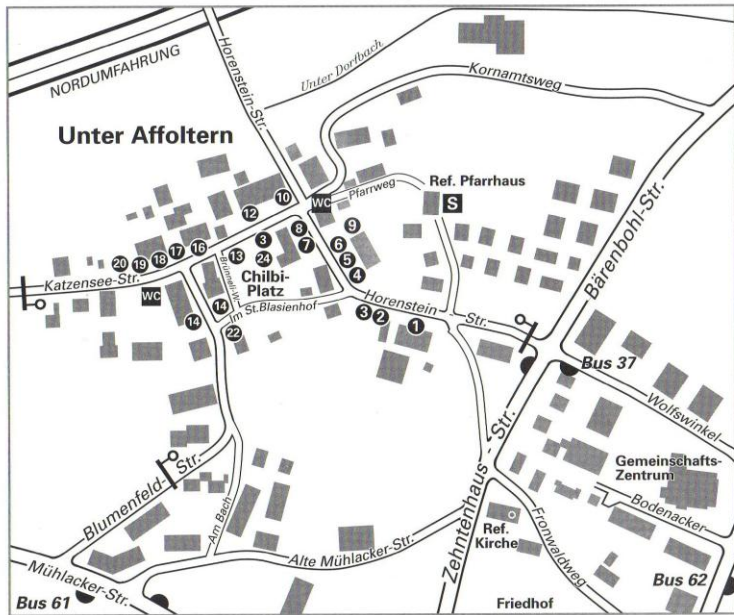 NORDUMFAHRUNG
Horenstein-Str.
Unter Dorfbach
Kornamtsweg
Unter Affoltern
WC
Pfarrweg
Ref. Pfarrhaus
S
Bärenbohl-Str.
10
12
8
7
9
6
5
4
3
24
13
16
17
18
19
20
Katzensee-Str.
WC
Chilbi-
Platz
Brünneli-W.
Im St.Blasienhof
14
14
22
Horenstein
Str.
3
2
1
Bus 37
Wolfswinkel
Blumenfeld-Str.
Am Bach
Gemeinschafts-
Zentrum
Bodenacker
Zehntenhaus - Str.
Ref.
Kirche
Fronwaldweg
Alte Mühlacker-Str.
Mühlacker-Str.
Bus 61
Friedhof
Bus 62